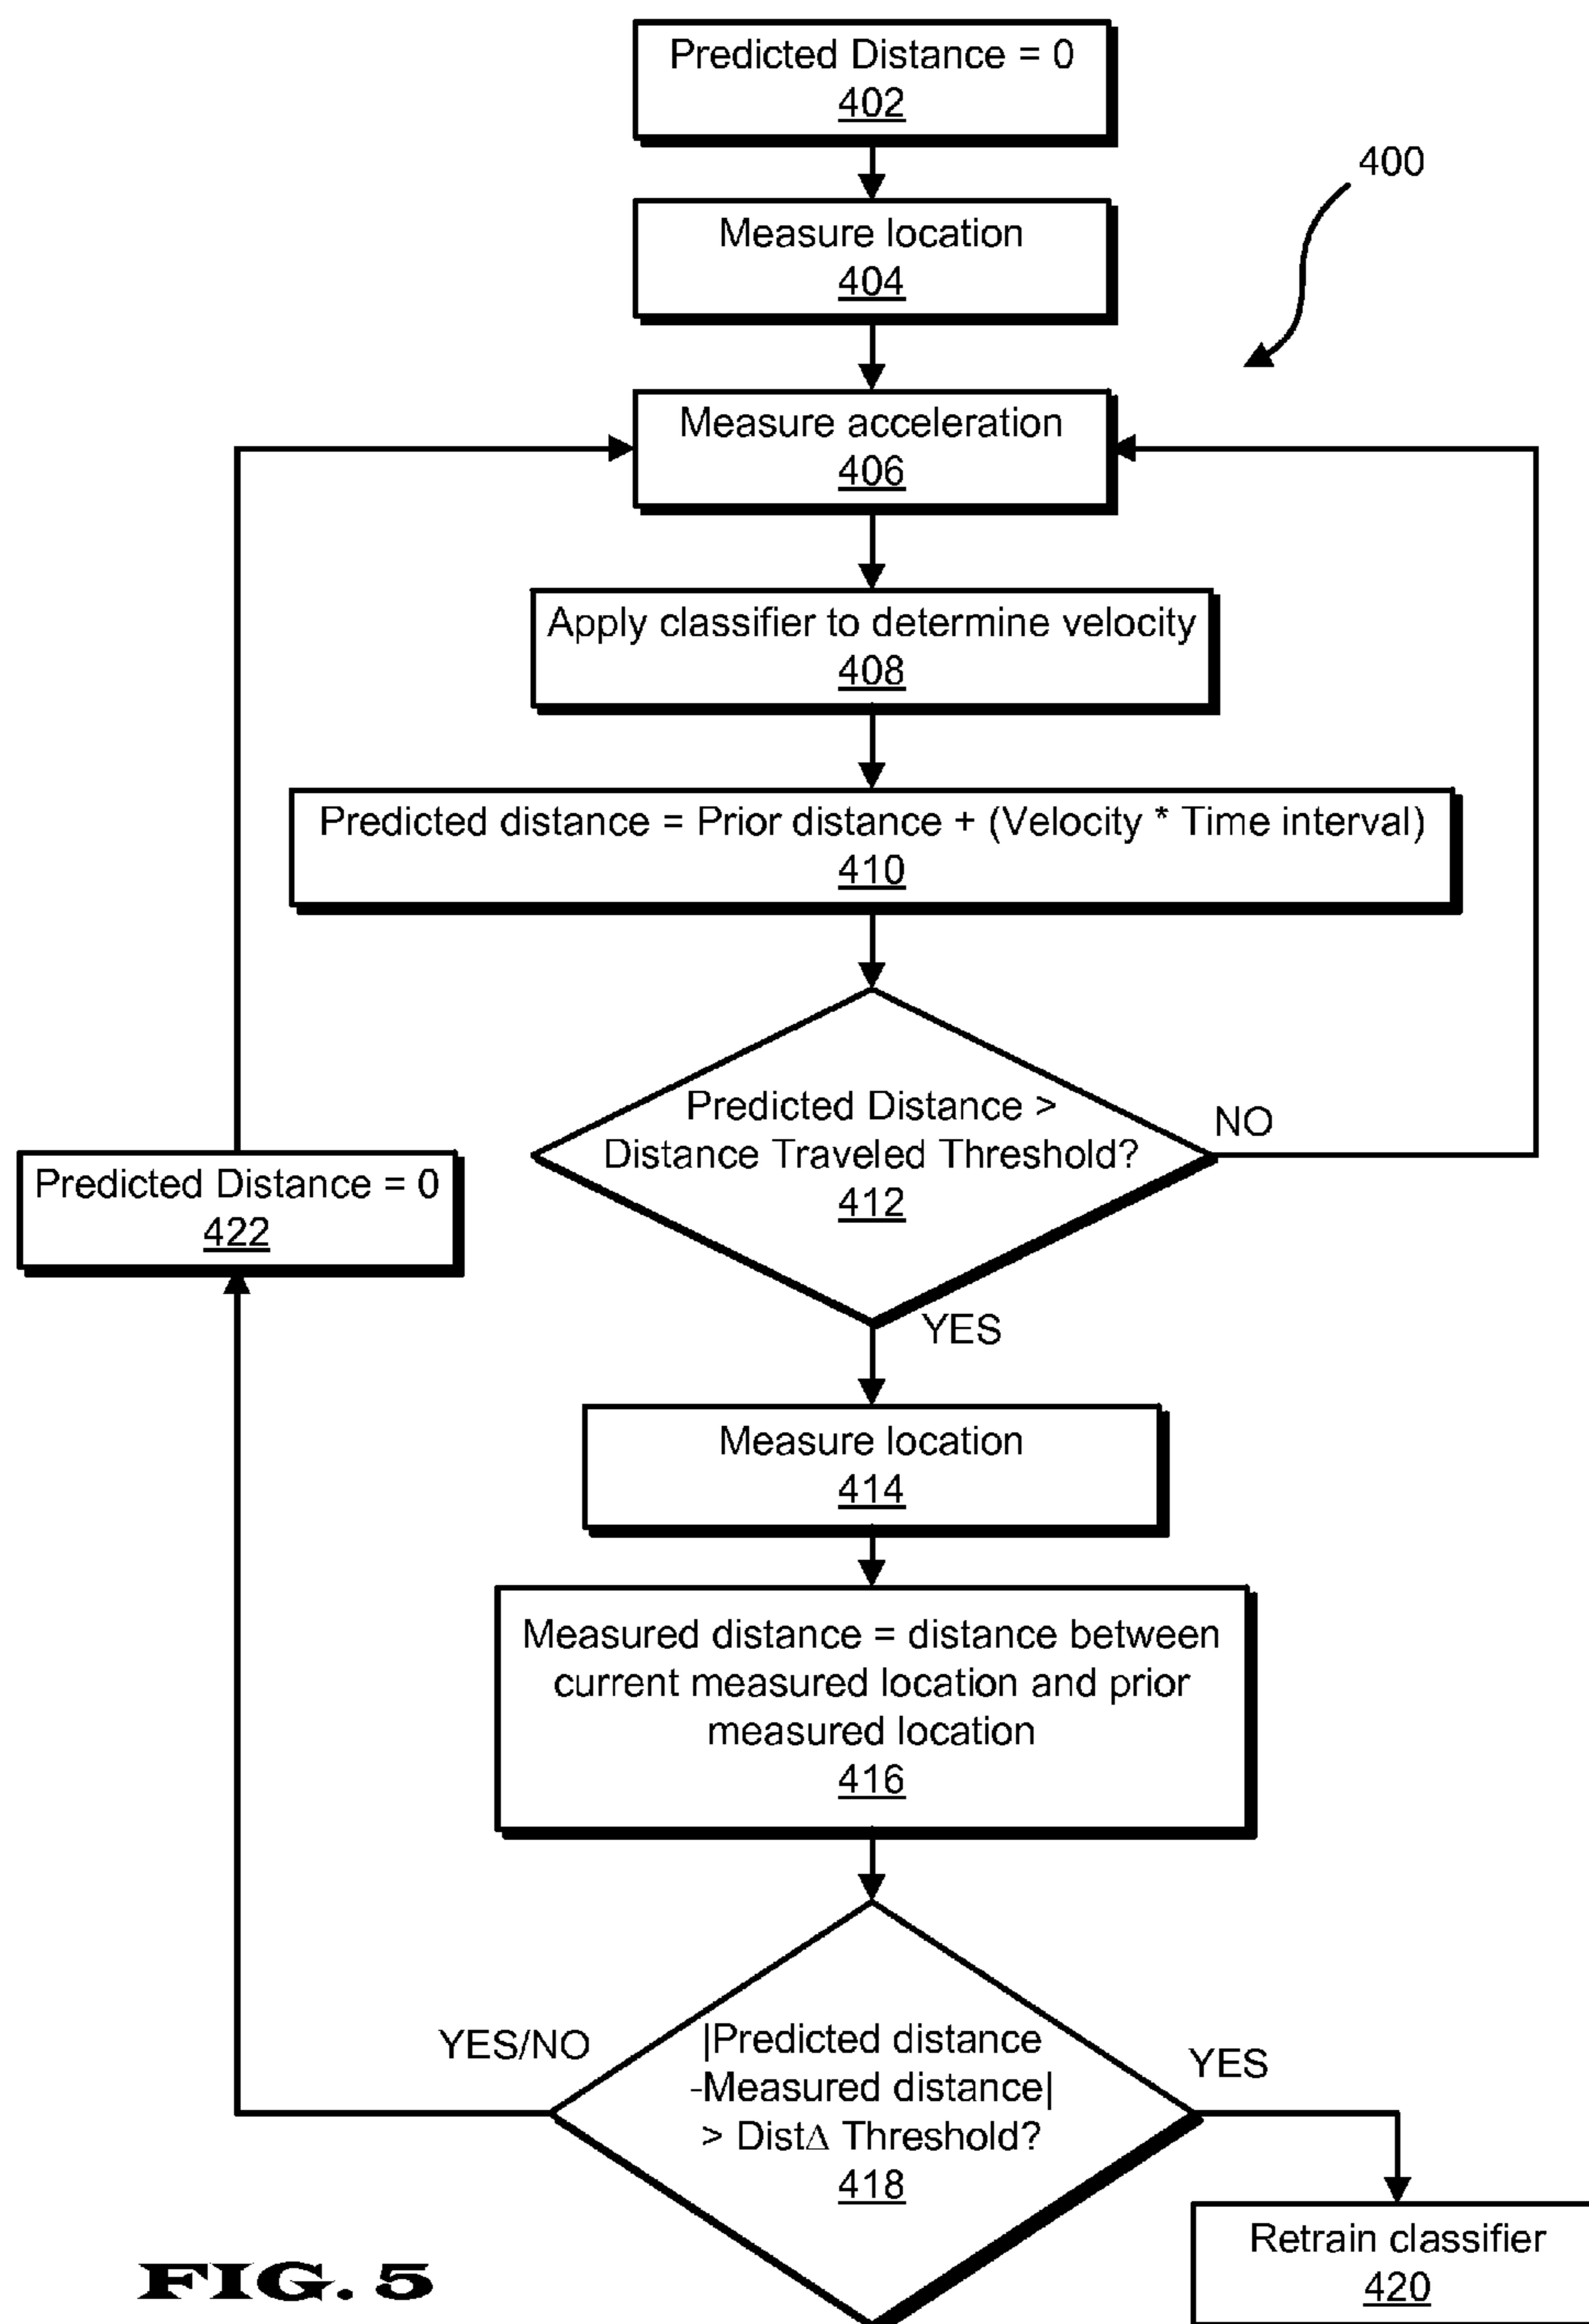 Predicted Distance = 0
402
400
Measure location
404
Measure acceleration
406
Apply classifier to determine velocity
408
Predicted distance = Prior distance + (Velocity * Time interval)
410
Predicted Distance >
Distance Traveled Threshold?
412
NO
YES
Predicted Distance = 0
422
Measure location
414
Measured distance = distance between
current measured location and prior
measured location
416
|Predicted distance
-Measured distance|
> Dist∆ Threshold?
418
YES/NO
YES
Retrain classifier
420
FIG. 5